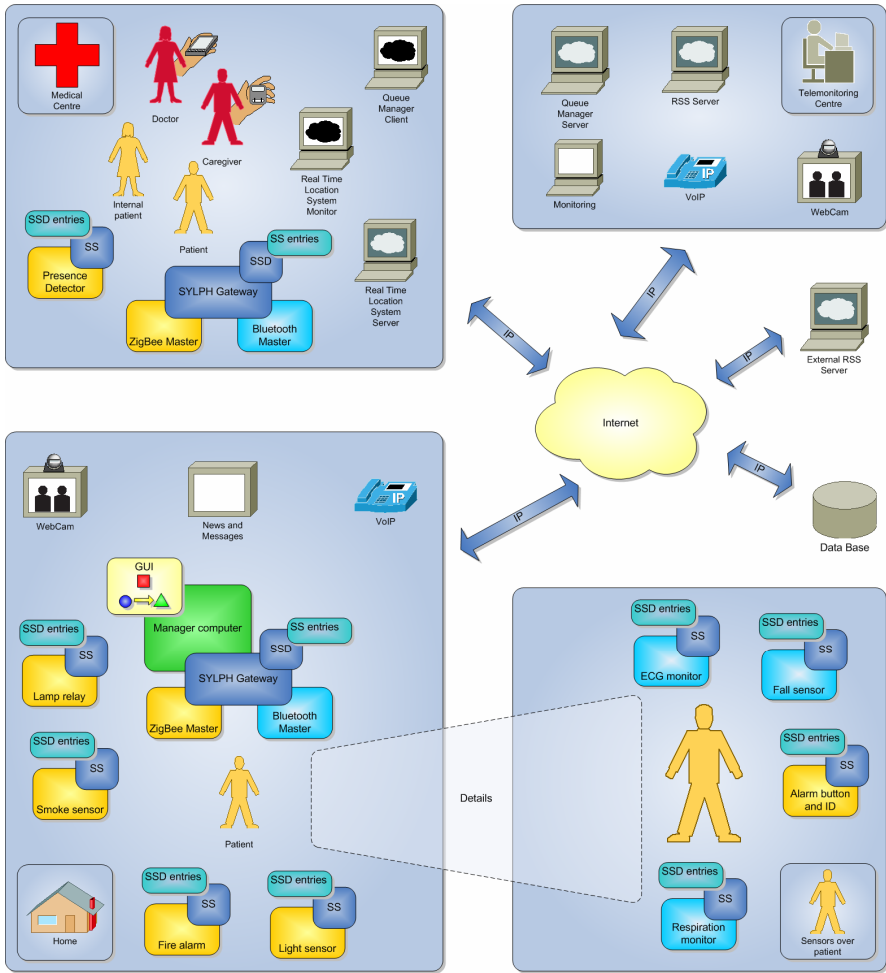 Medical
Centre
Doctor
Caregiver
Internal
patient
Patient
Queue
Manager
Client
Real Time
Location
System
Monitor
Real Time
Location
System
Server
SSD entries
SS
Presence
Detector
SS entries
SSD
SYLPH Gateway
ZigBee Master
Bluetooth
Master
Queue
Manager
Server
RSS Server
Telemonitoring
Centre
Monitoring
IP
VoIP
WebCam
IP
IP
IP
IP
IP
Internet
External RSS
Server
Data Base
WebCam
News and
Messages
IP
VoIP
GUI
Manager computer
SS entries
SSD
SYLPH Gateway
ZigBee Master
Bluetooth
Master
SSD entries
SS
Lamp relay
SSD entries
SS
Smoke sensor
Patient
Home
SSD entries
SS
Fire alarm
SSD entries
SS
Light sensor
Details
SSD entries
SS
ECG monitor
SSD entries
SS
Fall sensor
SSD entries
SS
Alarm button
and ID
SSD entries
SS
Respiration
monitor
Sensors over
patient